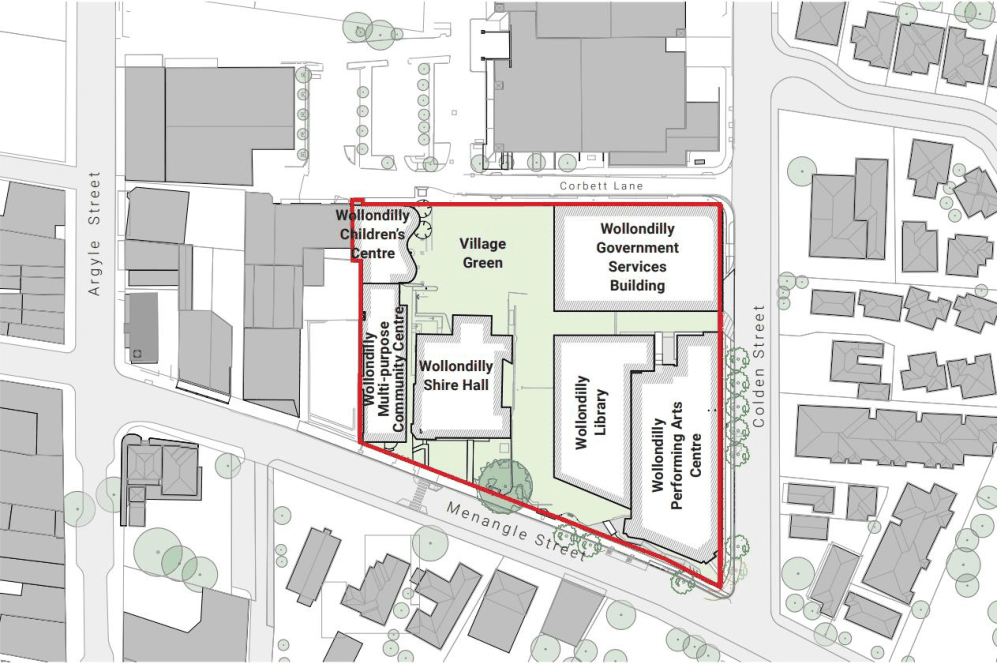 Corbett Lane
Argyle Street
Wollondilly
Children's
Centre
Village
Green
Wollondilly
Government
Services
Building
Wollondilly
Multi-purpose
Community Centre
Wollondilly
Shire Hall
Wollondilly
Library
Wollondilly
Performing Arts
Centre
Colden Street
Menangle Street